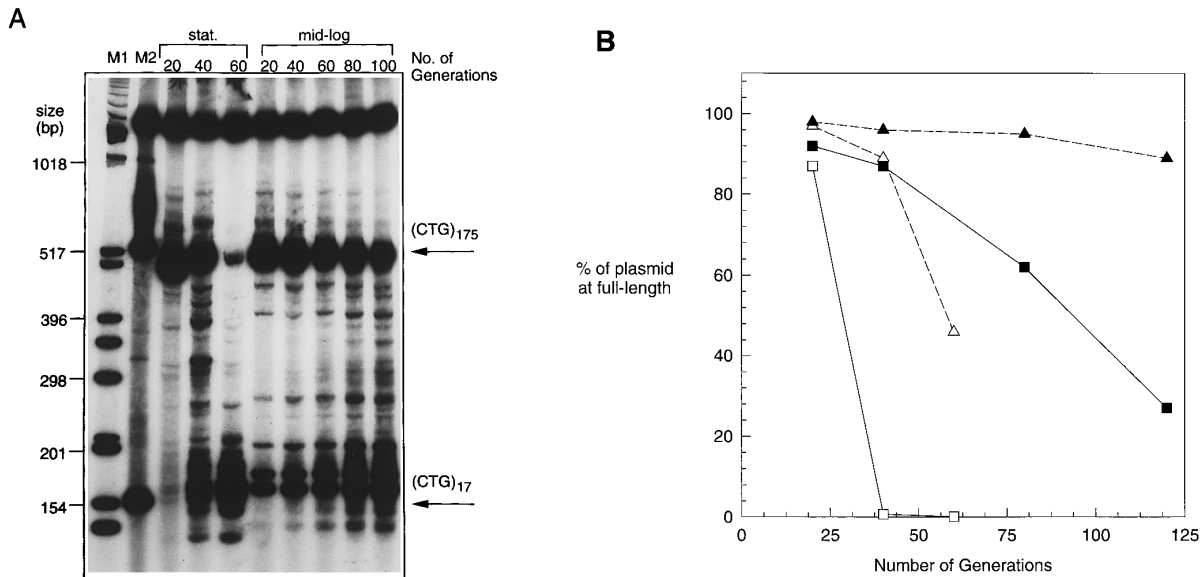 A
stat.
mid-log
M1 M2 20 40 60 20 40 60 80 100
No. of
Generations
size
(bp)
1018
(CTG)175
517
396
298
201
(CTG)17
154
B
100
80
% of plasmid
at full-length
60
40
20
0
0 25 50 75 100 125
Number of Generations